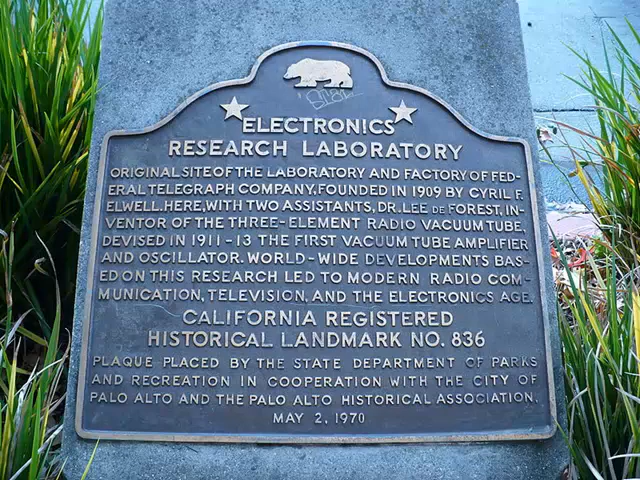 ELECTRONICS
RESEARCH LABORATORY
ORIGINAL SITE OF THE LABORATORY AND FACTORY OF FED-
ERAL TELEGRAPH COMPANY, FOUNDED IN 1909 BY CYRIL F.
ELWELL. HERE, WITH TWO ASSISTANTS, DR. LEE DE FOREST, IN-
VENTOR OF THE THREE-ELEMENT RADIO VACUUM TUBE,
DEVISED IN 1911-13 THE FIRST VACUUM TUBE AMPLIFIER
AND OSCILLATOR. WORLD-WIDE DEVELOPMENTS BAS-
ED ON THIS RESEARCH LED TO MODERN RADIO COM-
MUNICATION, TELEVISION, AND THE ELECTRONICS AGE.
CALIFORNIA REGISTERED
HISTORICAL LANDMARK NO. 836
PLAQUE PLACED BY THE STATE DEPARTMENT OF PARKS
AND RECREATION IN COOPERATION WITH THE CITY OF
PALO ALTO AND THE PALO ALTO HISTORICAL ASSOCIATION.
MAY 2, 1970